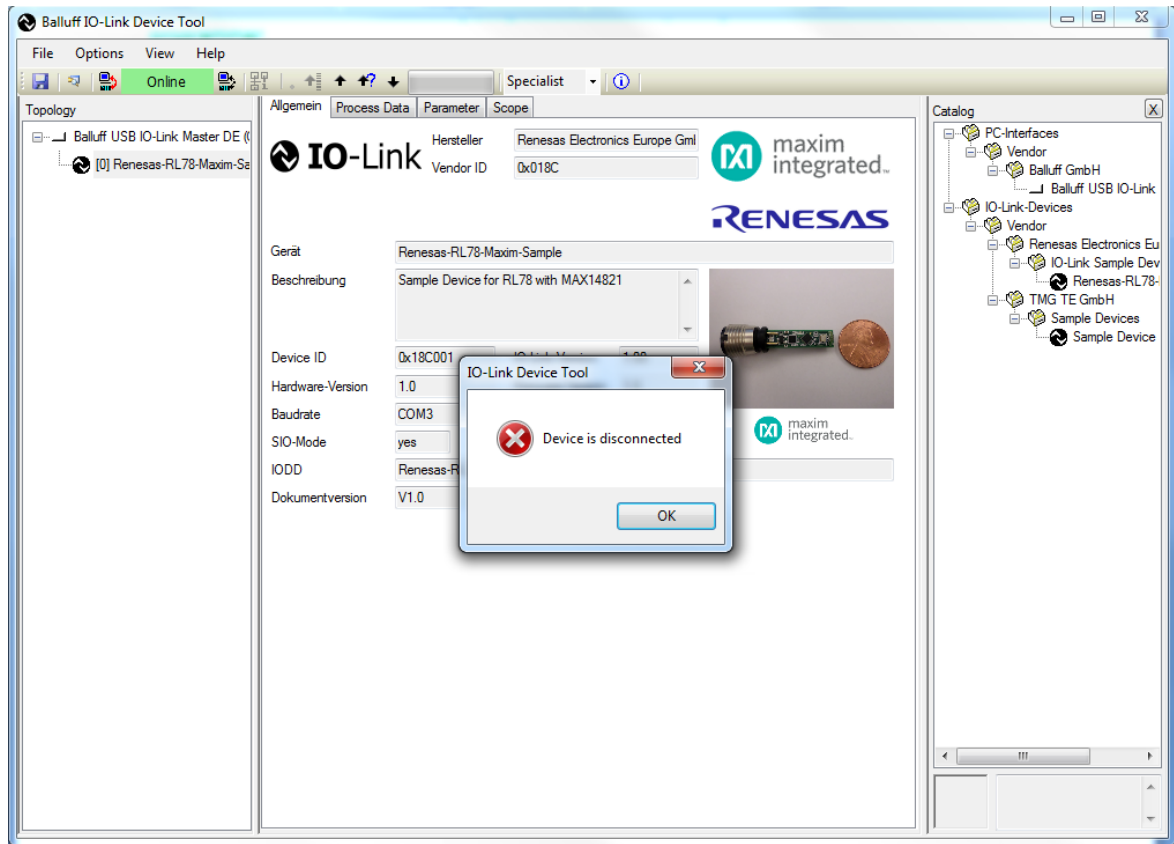 Balluff IO-Link Device Tool
File Options View Help
Online Specialist
Topology
Balluff USB IO-Link Master DE (
[0] Renesas-RL78-Maxim-Sa
Allgemein Process Data Parameter Scope
IO-Link
Hersteller Renesas Electronics Europe Gml
Vendor ID 0x018C
maxim
integrated™
RENESAS
Gerät Renesas-RL78-Maxim-Sample
Beschreibung Sample Device for RL78 with MAX14821
Device ID 0x18C001
Hardware-Version 1.0
Baudrate COM3
SIO-Mode yes
IODD Renesas-R
Dokumentversion V1.0
maxim
integrated™
IO-Link Device Tool
Device is disconnected
OK
Catalog
PC-Interfaces
Vendor
Balluff GmbH
Balluff USB IO-Link
IO-Link-Devices
Vendor
Renesas Electronics Eu
IO-Link Sample Dev
Renesas-RL78-
TMG TE GmbH
Sample Devices
Sample Device